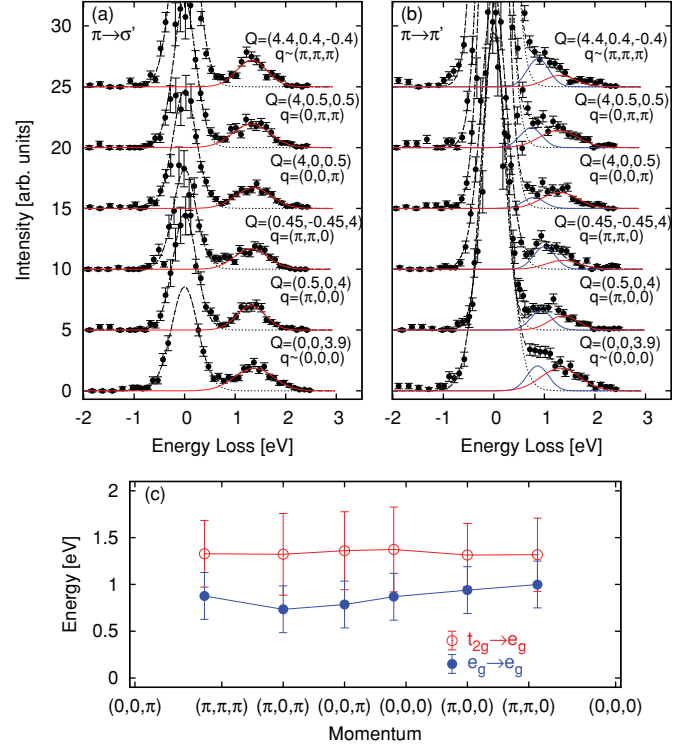 (a)
π→σ'
Q=(4.4,0.4,-0.4)
q~(π,π,π)
Q=(4,0.5,0.5)
q=(0,π,π)
Q=(4,0,0.5)
q=(0,0,π)
Q=(0.45,-0.45,4)
q=(π,π,0)
Q=(0.5,0,4)
q=(π,0,0)
Q=(0,0,3.9)
q~(0,0,0)
Intensity [arb. units]
30
25
20
15
10
5
0
-2 -1 0 1 2 3
Energy Loss [eV]
(b)
π→π'
Q=(4.4,0.4,-0.4)
q~(π,π,π)
Q=(4,0.5,0.5)
q=(0,π,π)
Q=(4,0,0.5)
q=(0,0,π)
Q=(0.45,-0.45,4)
q=(π,π,0)
Q=(0.5,0,4)
q=(π,0,0)
Q=(0,0,3.9)
q~(0,0,0)
-2 -1 0 1 2 3
Energy Loss [eV]
(c)
Energy [eV]
2
1.5
1
0.5
0
t2g→eg
eg→eg
(0,0,π) (π,π,π) (π,0,π) (0,0,π) (0,0,0) (π,0,0) (π,π,0) (0,0,0)
Momentum